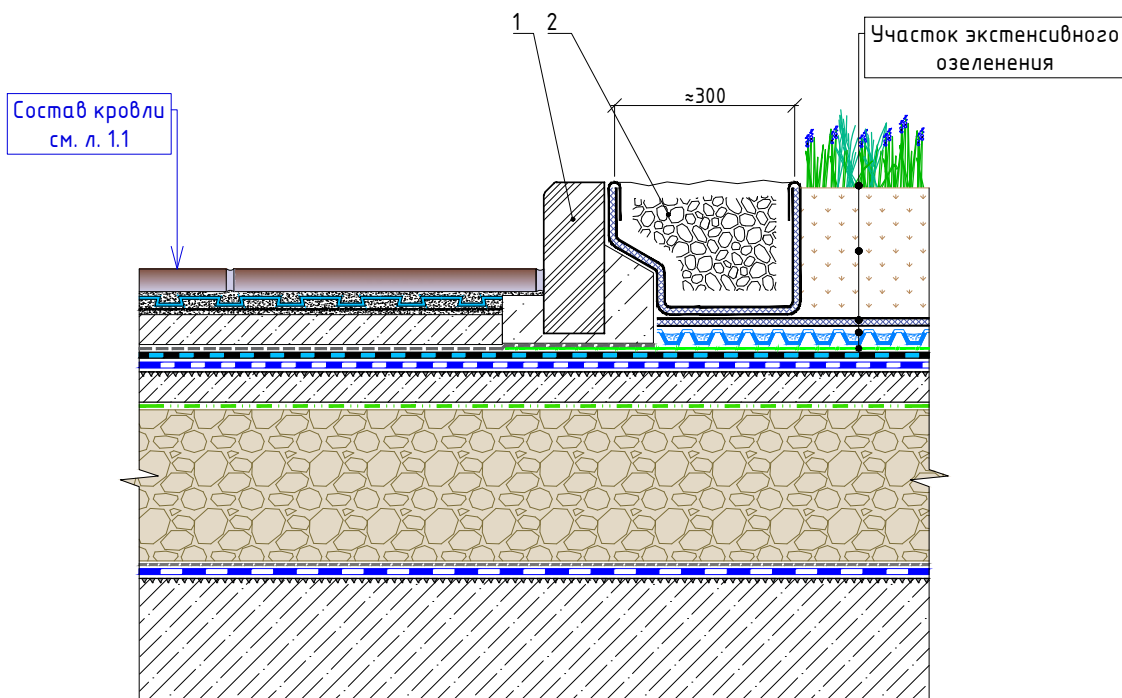 1 2
Участок экстенсивного
озеленения
≈300
Состав кровли
см. л. 1.1